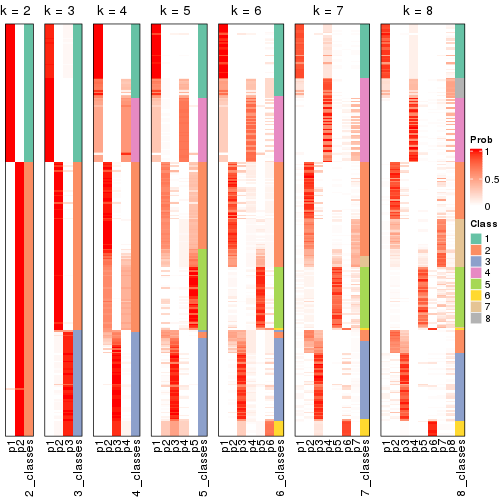 k = 2
k = 3
k = 4
k = 5
k = 6
k = 7
k = 8
Prob
1
0.5
0
Class
1
2
3
4
5
6
7
8
p1
p2
2_classes
p1
p2
p3
3_classes
p1
p2
p3
p4
4_classes
p1
p2
p3
p4
p5
5_classes
p1
p2
p3
p4
p5
p6
6_classes
p1
p2
p3
p4
p5
p6
p7
7_classes
p1
p2
p3
p4
p5
p6
p7
p8
8_classes